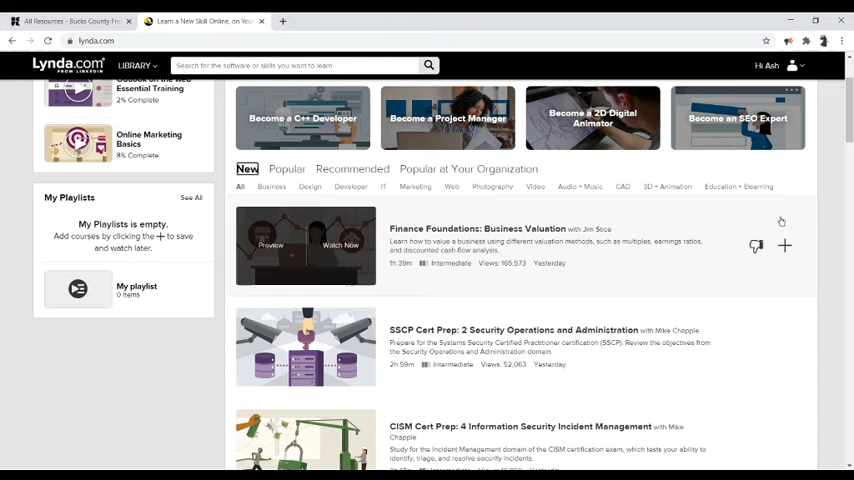 All Resources - Bucks County Fre
Learn a New Skill Online, on You
lynda.com
Lynda.com
FROM LINKEDIN
LIBRARY
Search for the software or skills you want to learn
Hi Ash
Outlook on the web
Essential Training
2% Complete
Online Marketing
Basics
8% Complete
My Playlists
See All
My Playlists is empty.
Add courses by clicking the + to save
and watch later.
My playlist
0 items
Become a C++ Developer
Become a Project Manager
Become a 2D Digital
Animator
Become an SEO Expert
New Popular Recommended Popular at Your Organization
All Business Design Developer IT Marketing Web Photography Video Audio + Music CAD 3D + Animation Education + Elearning
Preview Watch Now
Finance Foundations: Business Valuation with Jim Stice
Learn how to value a business using different valuation methods, such as multiples, earnings ratios,
and discounted cash-flow analysis.
1h 39m Intermediate Views: 165,573 Yesterday
SSCP Cert Prep: 2 Security Operations and Administration with Mike Chapple
Prepare for the Systems Security Certified Practitioner certification (SSCP). Review the objectives from
the Security Operations and Administration domain.
2h 59m Intermediate Views: 52,063 Yesterday
CISM Cert Prep: 4 Information Security Incident Management with Mike
Chapple
Study for the Incident Management domain of the CISM certification exam, which tests your ability to
identify, triage, and resolve security incidents.